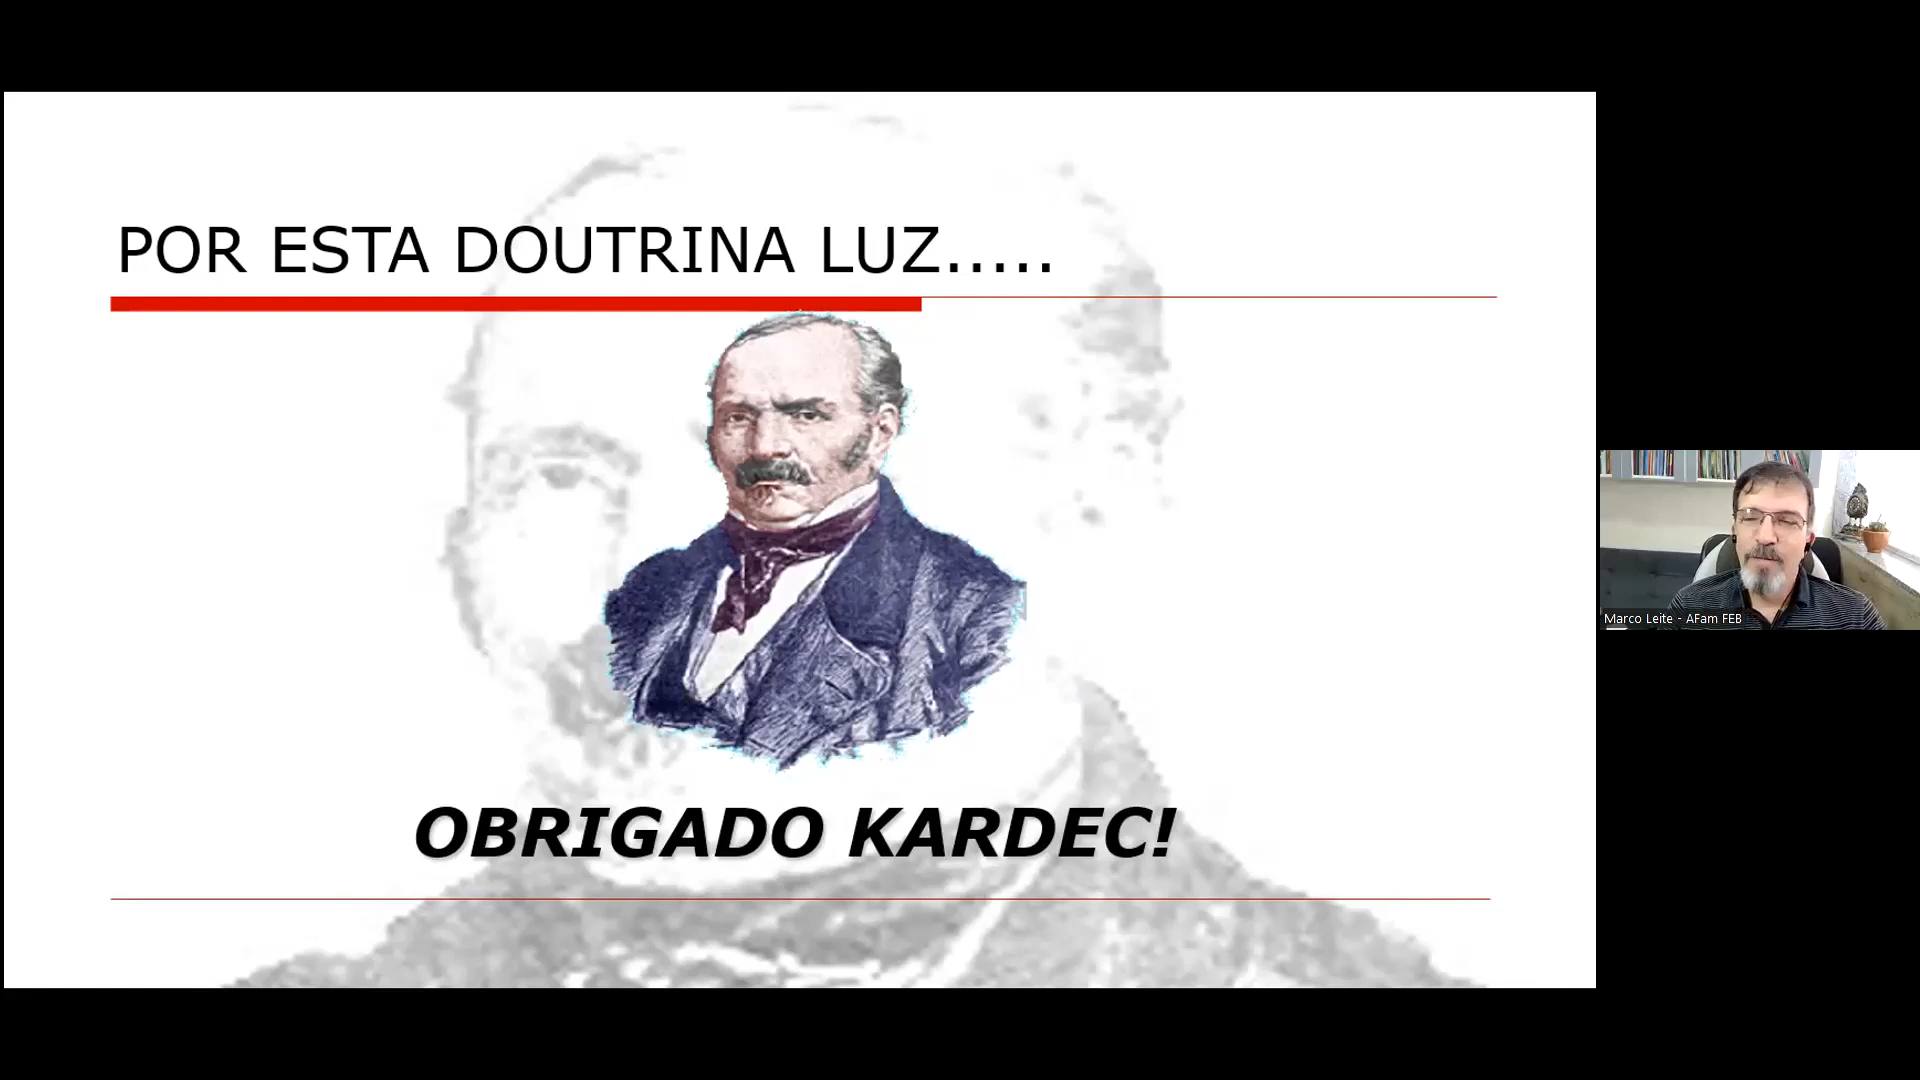 POR ESTA DOUTRINA LUZ.....
OBRIGADO KARDEC!
Marco Leite - AFam FEB